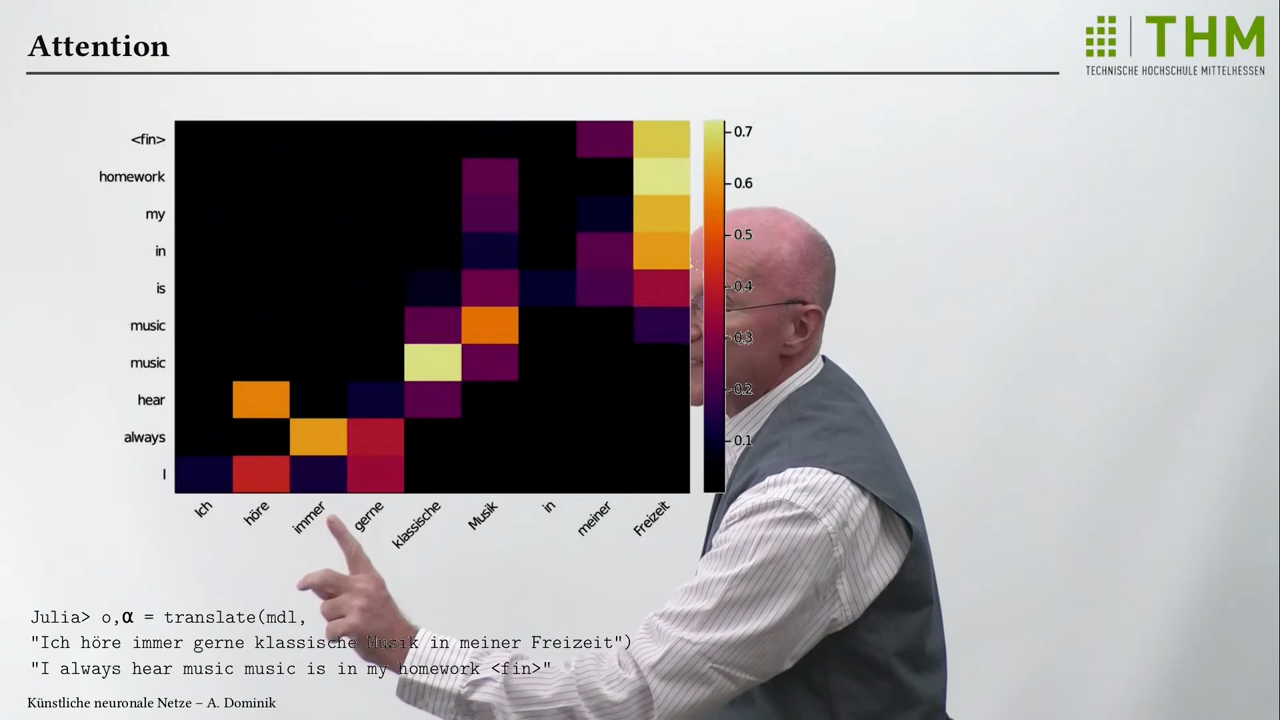 Attention
THM
TECHNISCHE HOCHSCHULE MITTELHESSEN
<fin>
homework
my
in
is
music
music
hear
always
I
0.7
0.6
0.5
0.4
0.3
0.2
0.1
Ich
höre
immer
gerne
klassische
Musik
in
meiner
Freizeit
Julia> o,α = translate(mdl,
"Ich höre immer gerne klassische Musik in meiner Freizeit")
"I always hear music music is in my homework <fin>"
Künstliche neuronale Netze – A. Dominik